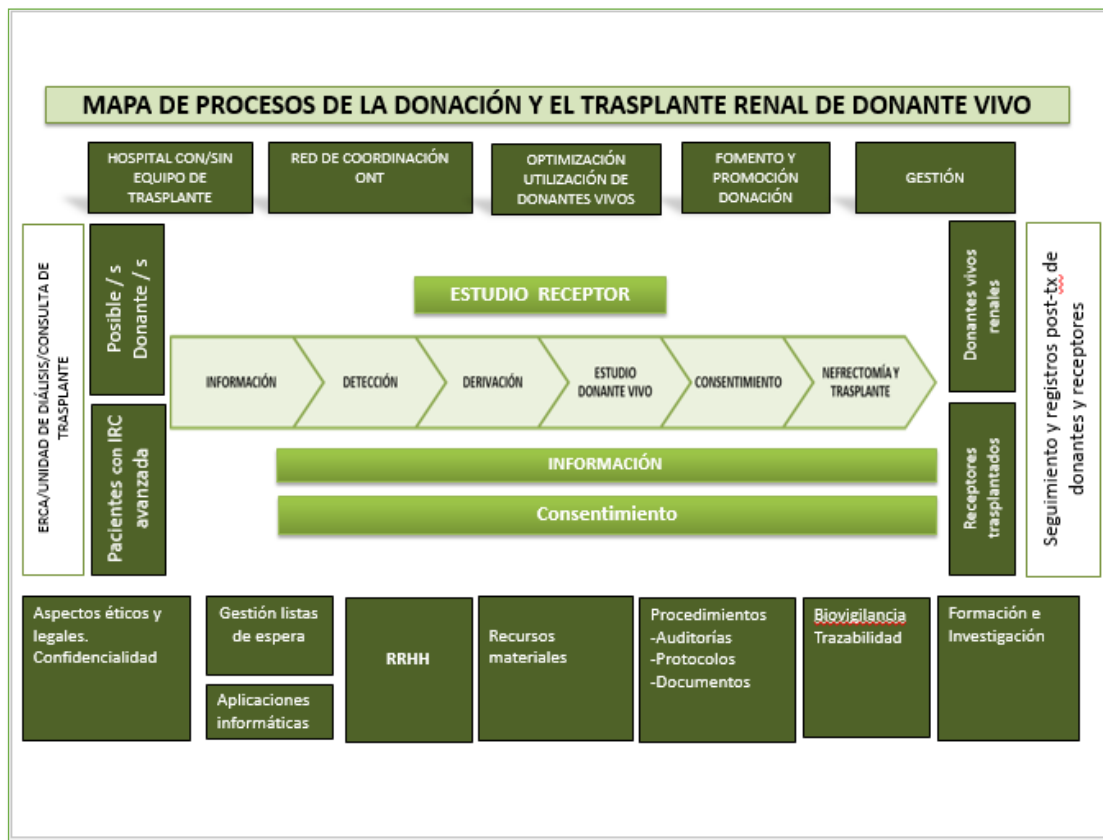 MAPA DE PROCESOS DE LA DONACIÓN Y EL TRASPLANTE RENAL DE DONANTE VIVO
HOSPITAL CON/SIN
EQUIPO DE
TRASPLANTE
RED DE COORDINACIÓN
ONT
OPTIMIZACIÓN
UTILIZACIÓN DE
DONANTES VIVOS
FOMENTO Y
PROMOCIÓN
DONACIÓN
GESTIÓN
ERCA/UNIDAD DE DIÁLISIS/CONSULTA DE
TRASPLANTE
Posible / s
Donante / s
Pacientes con IRC
avanzada
ESTUDIO RECEPTOR
INFORMACIÓN
DETECCIÓN
DERIVACIÓN
ESTUDIO
DONANTE VIVO
CONSENTIMIENTO
NEFRECTOMÍA Y
TRASPLANTE
INFORMACIÓN
Consentimiento
Donantes vivos
renales
Receptores
trasplantados
Seguimiento y registros post-tx de
donantes y receptores
Aspectos éticos y
legales.
Confidencialidad
Gestión listas
de espera
Aplicaciones
informáticas
RRHH
Recursos
materiales
Procedimientos
-Auditorías
-Protocolos
-Documentos
Biovigilancia
Trazabilidad
Formación e
Investigación